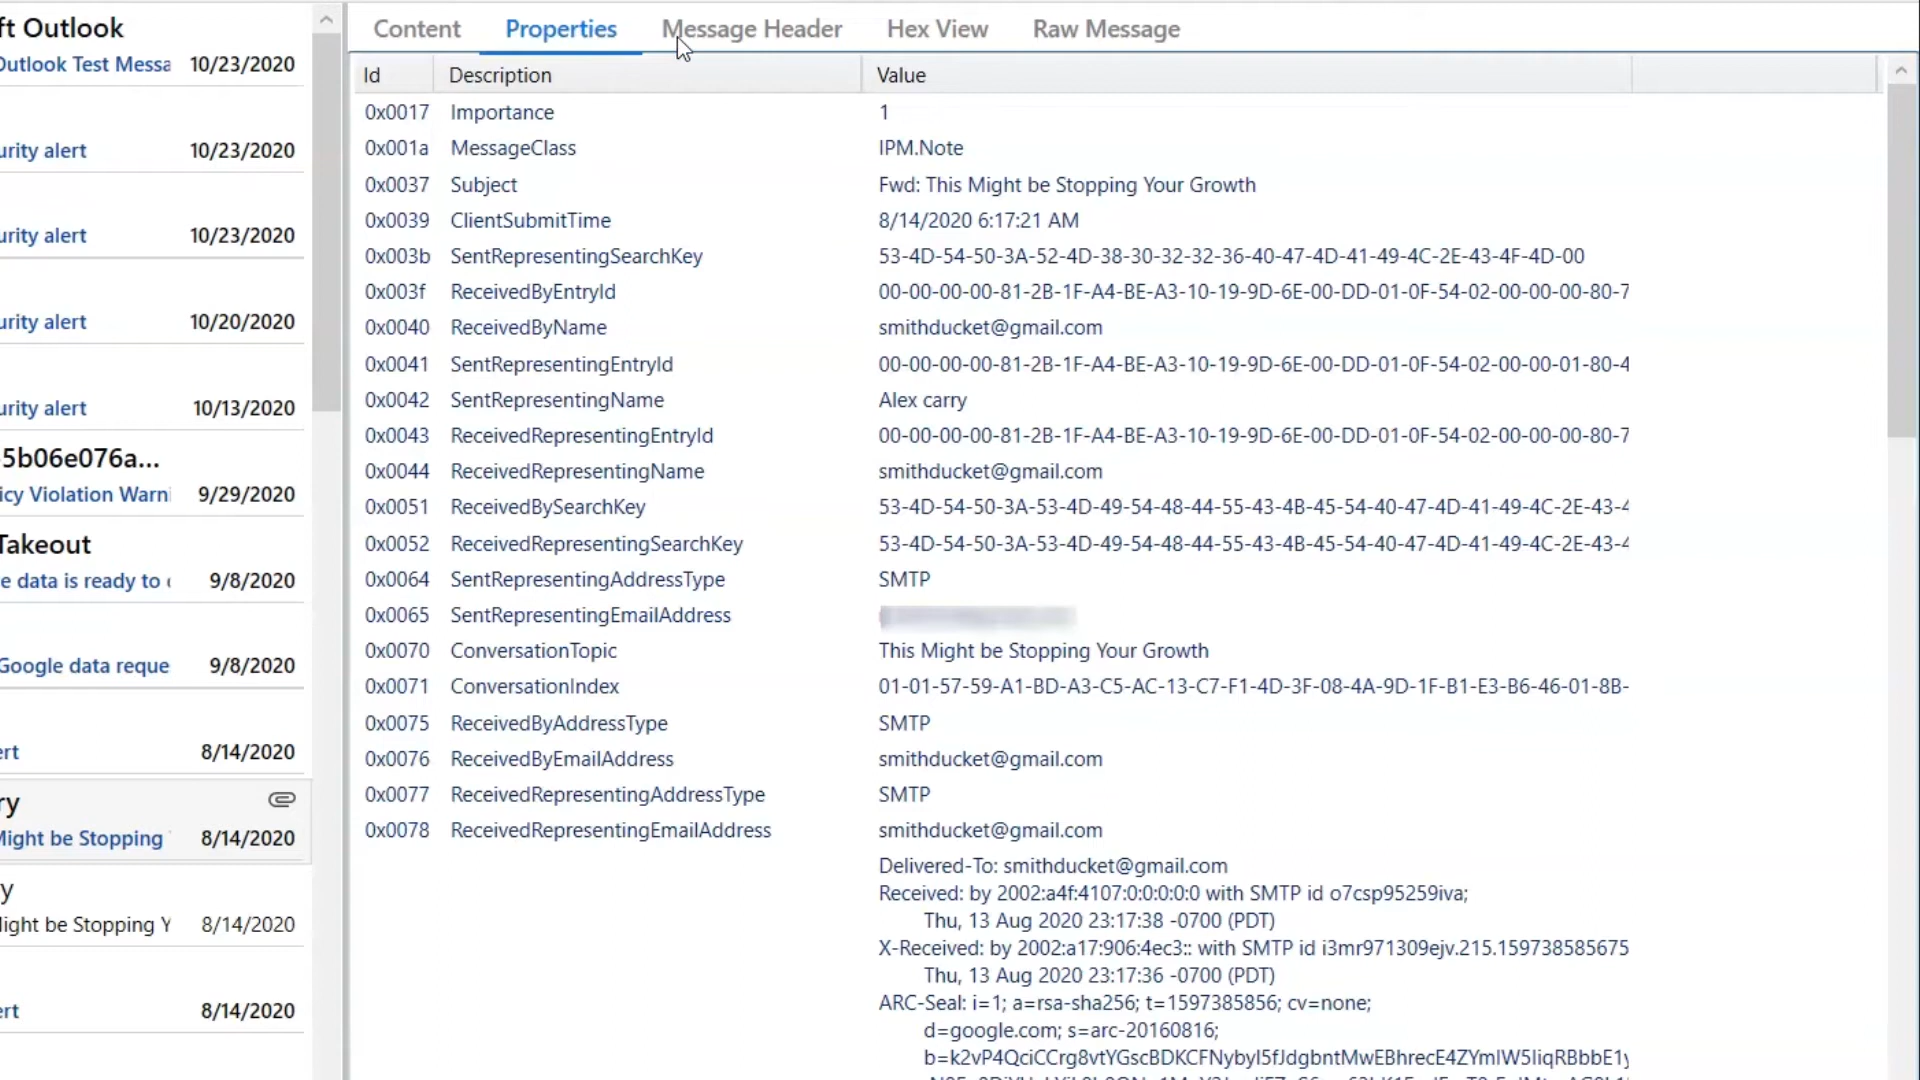 ft Outlook
Outlook Test Messa 10/23/2020
urity alert 10/23/2020
urity alert 10/23/2020
urity alert 10/20/2020
urity alert 10/13/2020
5b06e076a...
icy Violation Warni 9/29/2020
Takeout
e data is ready to 9/8/2020
Google data reque 9/8/2020
ert 8/14/2020
ry
Might be Stopping 8/14/2020
y
light be Stopping Y 8/14/2020
ert 8/14/2020
Content Properties Message Header Hex View Raw Message
Id Description Value
0x0017 Importance 1
0x001a MessageClass IPM.Note
0x0037 Subject Fwd: This Might be Stopping Your Growth
0x0039 ClientSubmitTime 8/14/2020 6:17:21 AM
0x003b SentRepresentingSearchKey 53-4D-54-50-3A-52-4D-38-30-32-32-36-40-47-4D-41-49-4C-2E-43-4F-4D-00
0x003f ReceivedByEntryId 00-00-00-00-81-2B-1F-A4-BE-A3-10-19-9D-6E-00-DD-01-0F-54-02-00-00-00-80-7
0x0040 ReceivedByName smithducket@gmail.com
0x0041 SentRepresentingEntryId 00-00-00-00-81-2B-1F-A4-BE-A3-10-19-9D-6E-00-DD-01-0F-54-02-00-00-01-80-4
0x0042 SentRepresentingName Alex carry
0x0043 ReceivedRepresentingEntryId 00-00-00-00-81-2B-1F-A4-BE-A3-10-19-9D-6E-00-DD-01-0F-54-02-00-00-00-80-7
0x0044 ReceivedRepresentingName smithducket@gmail.com
0x0051 ReceivedBySearchKey 53-4D-54-50-3A-53-4D-49-54-48-44-55-43-4B-45-54-40-47-4D-41-49-4C-2E-43-4
0x0052 ReceivedRepresentingSearchKey 53-4D-54-50-3A-53-4D-49-54-48-44-55-43-4B-45-54-40-47-4D-41-49-4C-2E-43-4
0x0064 SentRepresentingAddressType SMTP
0x0065 SentRepresentingEmailAddress
0x0070 ConversationTopic This Might be Stopping Your Growth
0x0071 ConversationIndex 01-01-57-59-A1-BD-A3-C5-AC-13-C7-F1-4D-3F-08-4A-9D-1F-B1-E3-B6-46-01-8B-
0x0075 ReceivedByAddressType SMTP
0x0076 ReceivedByEmailAddress smithducket@gmail.com
0x0077 ReceivedRepresentingAddressType SMTP
0x0078 ReceivedRepresentingEmailAddress smithducket@gmail.com
Delivered-To: smithducket@gmail.com
Received: by 2002:a4f:4107:0:0:0:0:0 with SMTP id o7csp95259iva;
Thu, 13 Aug 2020 23:17:38 -0700 (PDT)
X-Received: by 2002:a17:906:4ec3:: with SMTP id i3mr971309ejv.215.159738585675
Thu, 13 Aug 2020 23:17:36 -0700 (PDT)
ARC-Seal: i=1; a=rsa-sha256; t=1597385856; cv=none;
d=google.com; s=arc-20160816;
b=k2vP4QciCCrg8vtYGscBDKCFNybyl5fJdgbntMwEBhrecE4ZYmlW5liqRBbbE1y